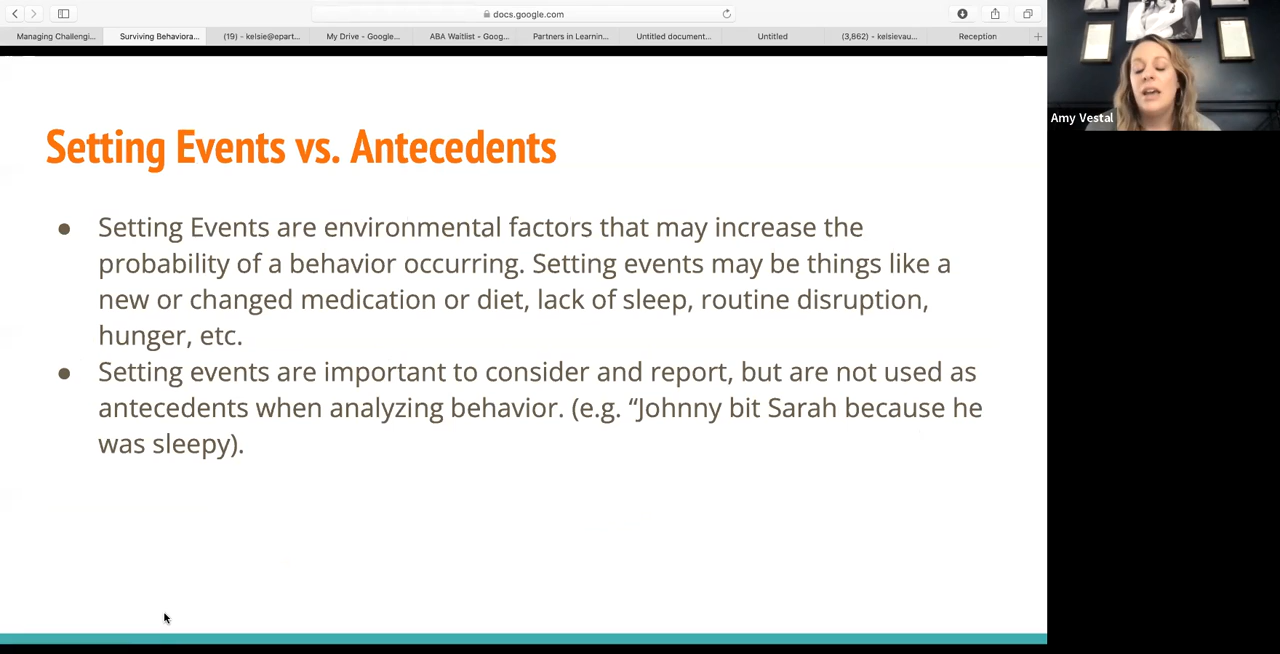 docs.google.com
Managing Challengi...
Surviving Behaviora...
(19) - kelsie@epart...
My Drive - Google...
ABA Waitlist - Goog...
Partners in Learnin...
Untitled document...
Untitled
(3,862) - kelsievau...
Reception
Amy Vestal
Setting Events vs. Antecedents
● Setting Events are environmental factors that may increase the
probability of a behavior occurring. Setting events may be things like a
new or changed medication or diet, lack of sleep, routine disruption,
hunger, etc.
● Setting events are important to consider and report, but are not used as
antecedents when analyzing behavior. (e.g. “Johnny bit Sarah because he
was sleepy).